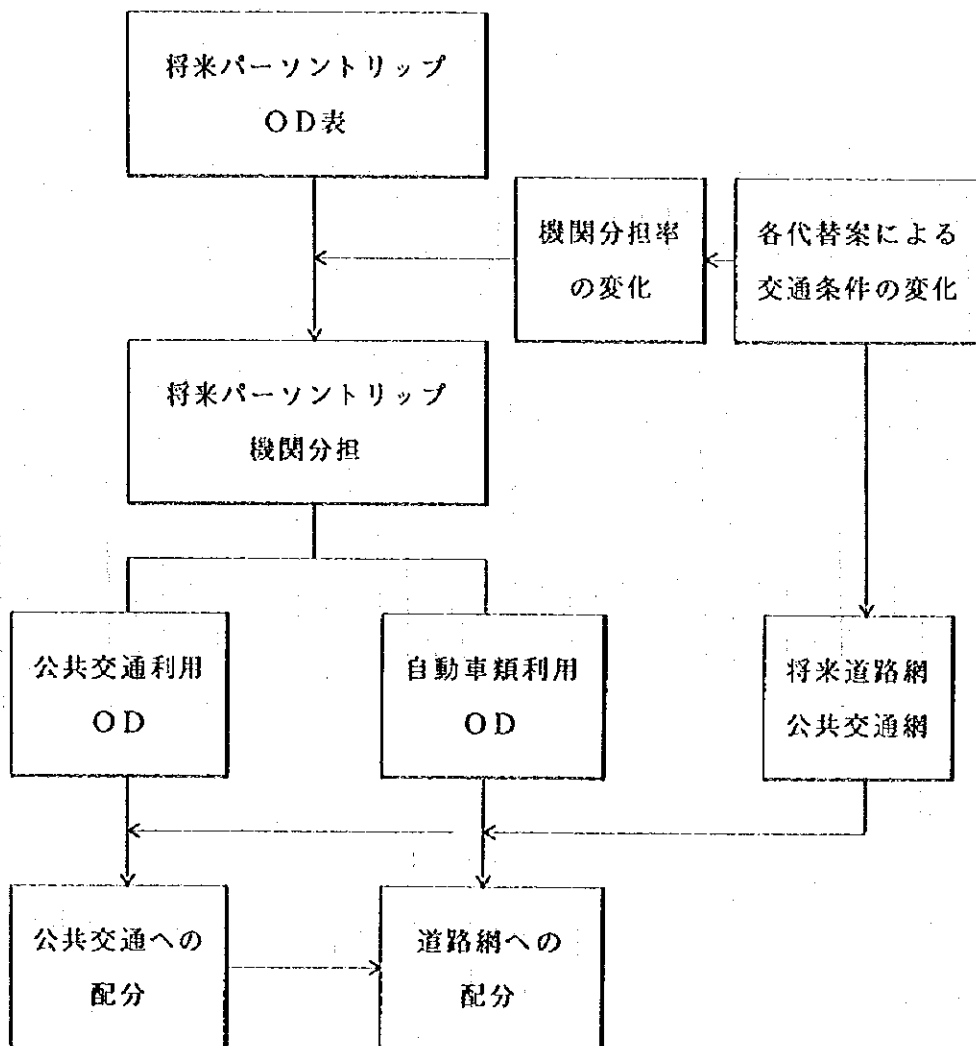 将来パーソントリップ
OD表
機関分担率
の変化
各代替案による
交通条件の変化
将来パーソントリップ
機関分担
公共交通利用
OD
自動車類利用
OD
将来道路網
公共交通網
公共交通への
配分
道路網への
配分